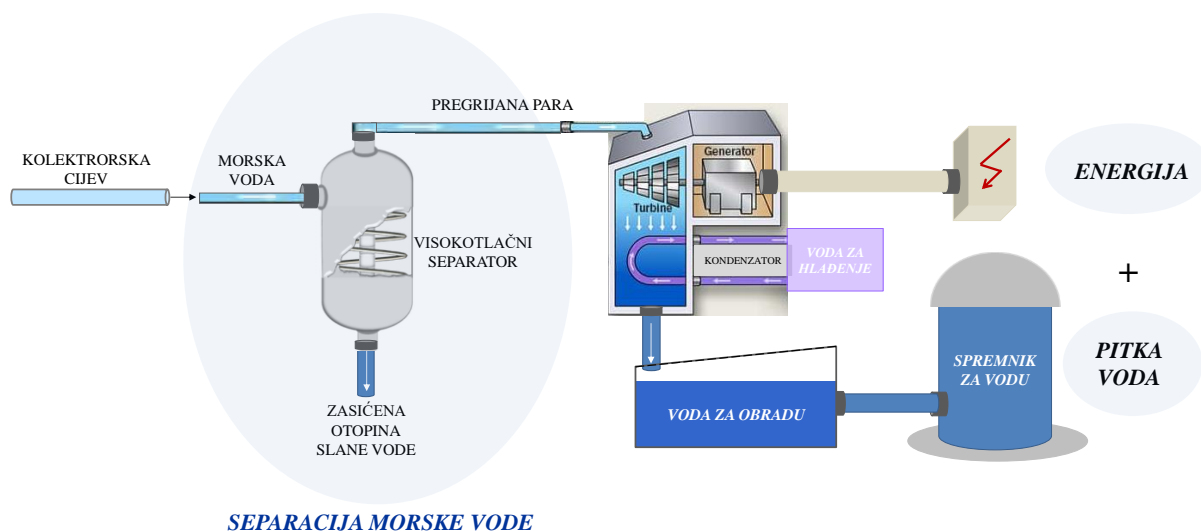 PREGRIJANA PARA
KOLEKTRORSKA
CIJEV
MORSKA
VODA
VISOKOTLAČNI
SEPARATOR
ZASIĆENA
OTOPINA
SLANE VODE
SEPARACIJA MORSKE VODE
Generator
Turbine
KONDENZATOR
VODA ZA
HLAĐENJE
VODA ZA OBRADU
SPREMNIK
ZA VODU
ENERGIJA
+
PITKA
VODA